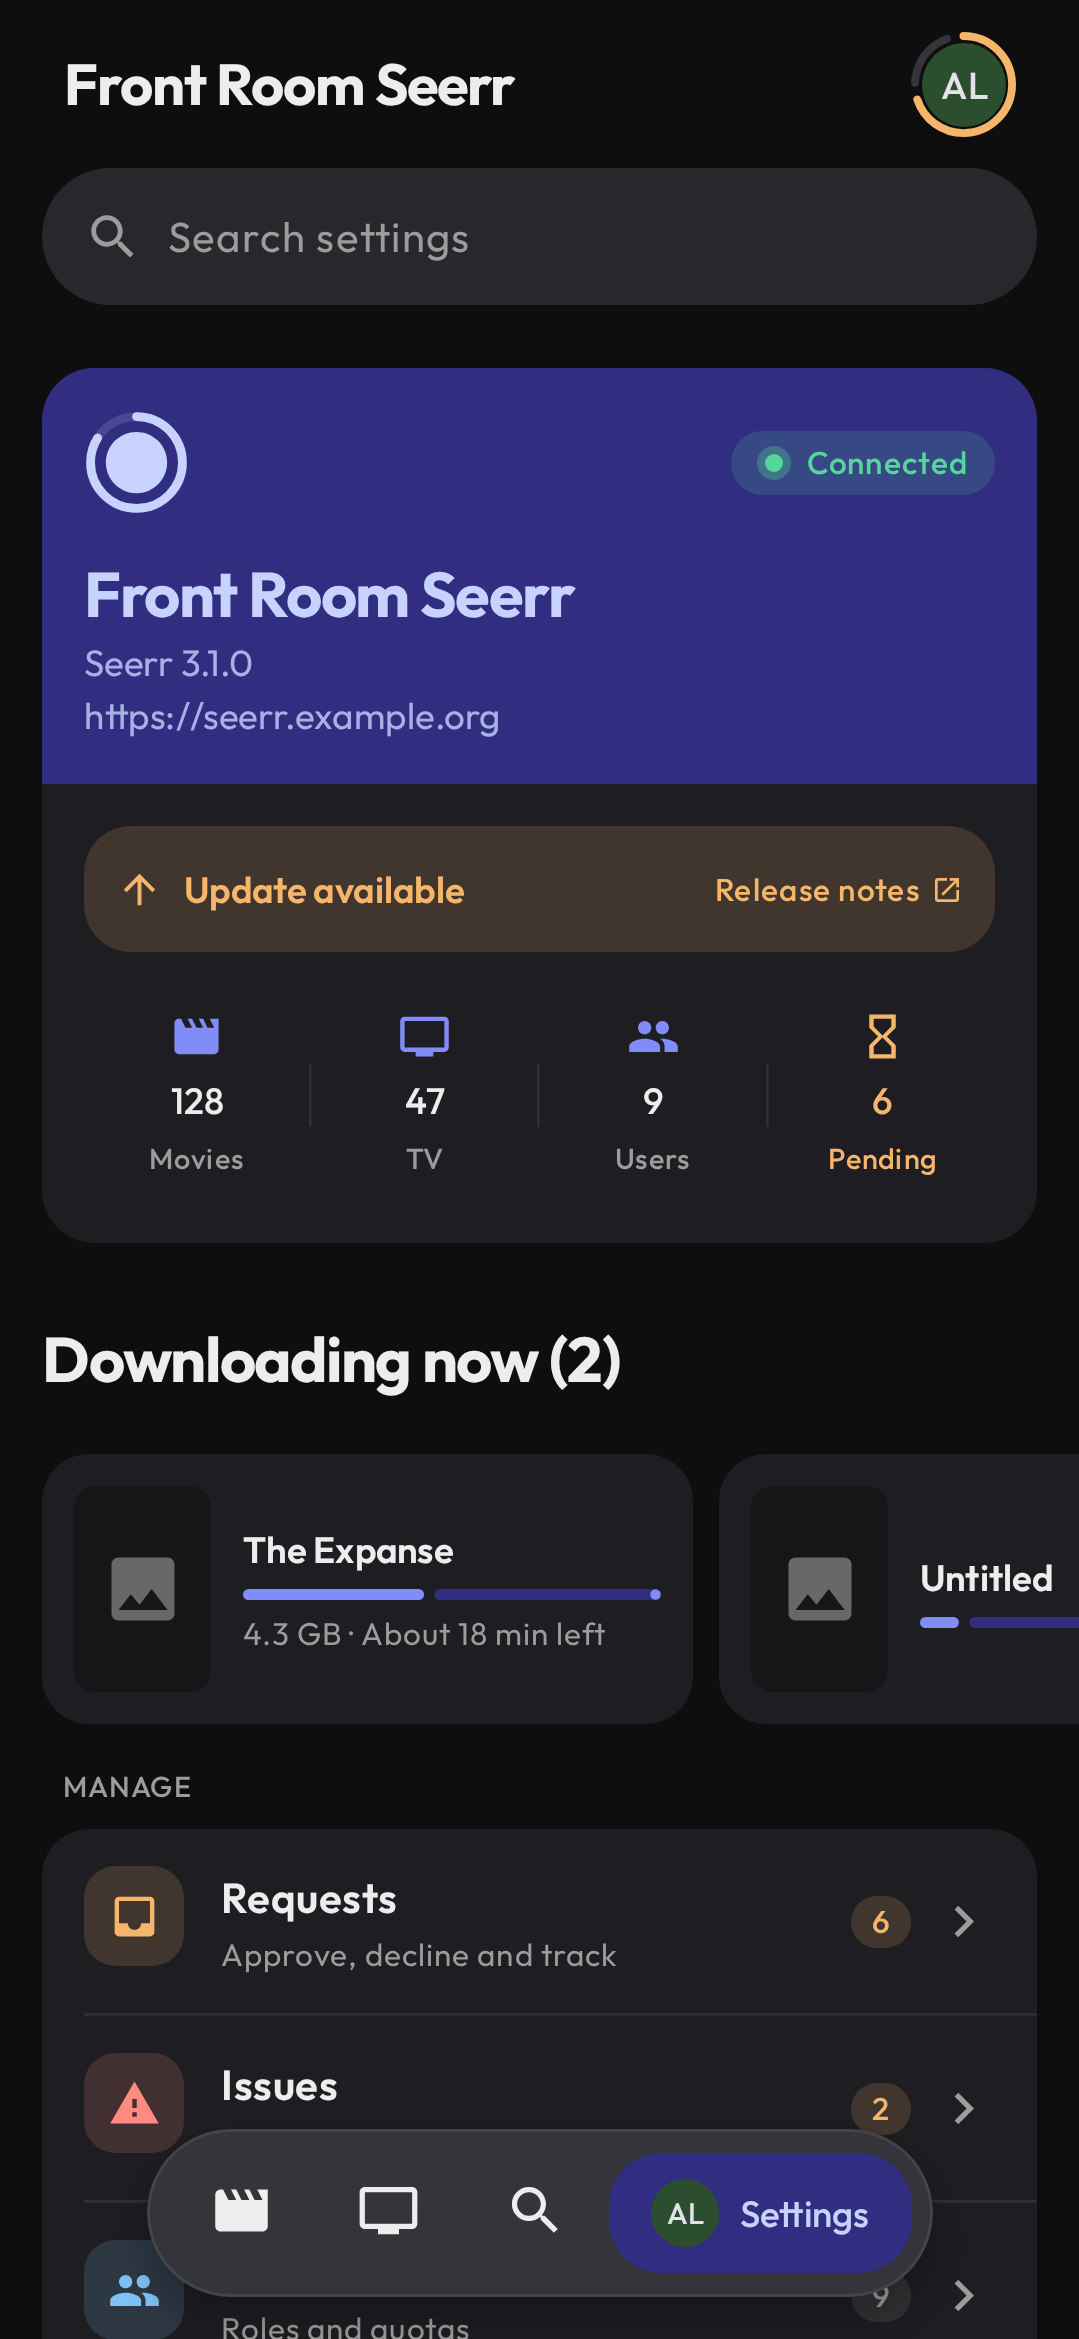 Front Room Seerr
AL
Search settings
Connected
Front Room Seerr
Seerr 3.1.0
https://seerr.example.org
Update available
Release notes
128
47
9
6
Movies
TV
Users
Pending
Downloading now (2)
The Expanse
4.3 GB · About 18 min left
Untitled
MANAGE
Requests
6
Approve, decline and track
Issues
2
AL
Settings
9
Roles and quotas